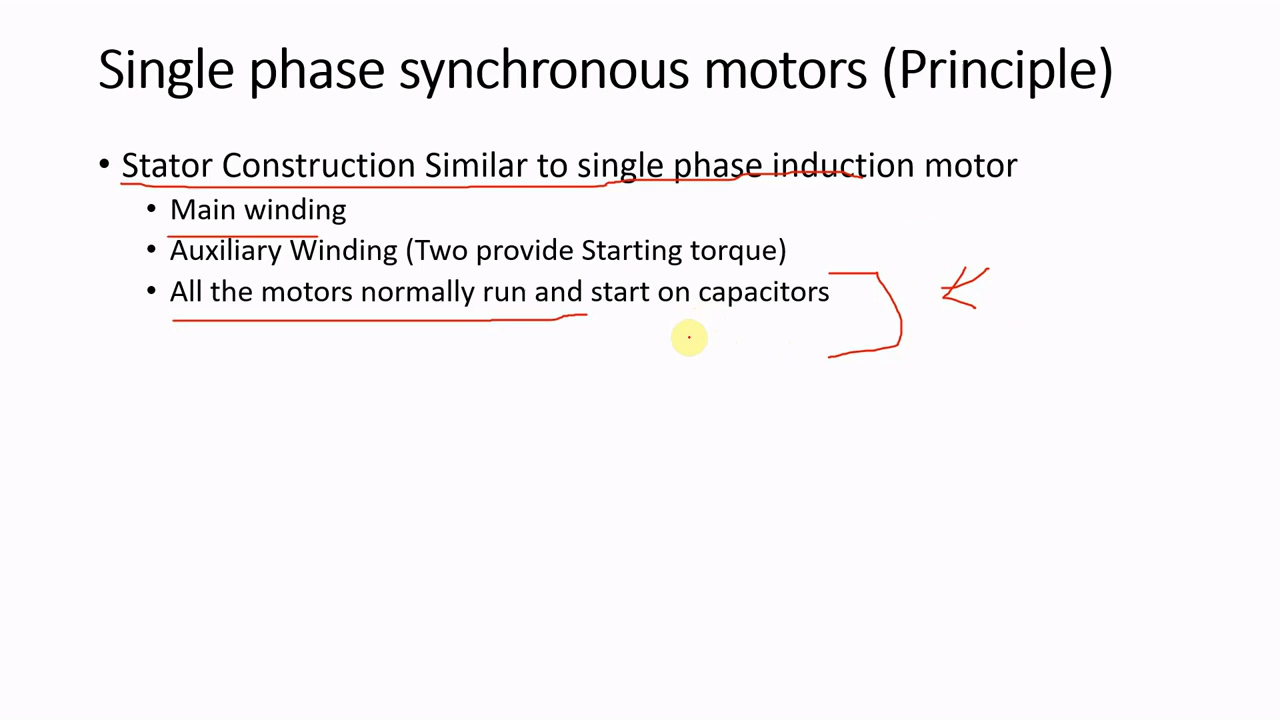 Single phase synchronous motors (Principle)
• Stator Construction Similar to single phase induction motor
• Main winding
• Auxiliary Winding (Two provide Starting torque)
• All the motors normally run and start on capacitors